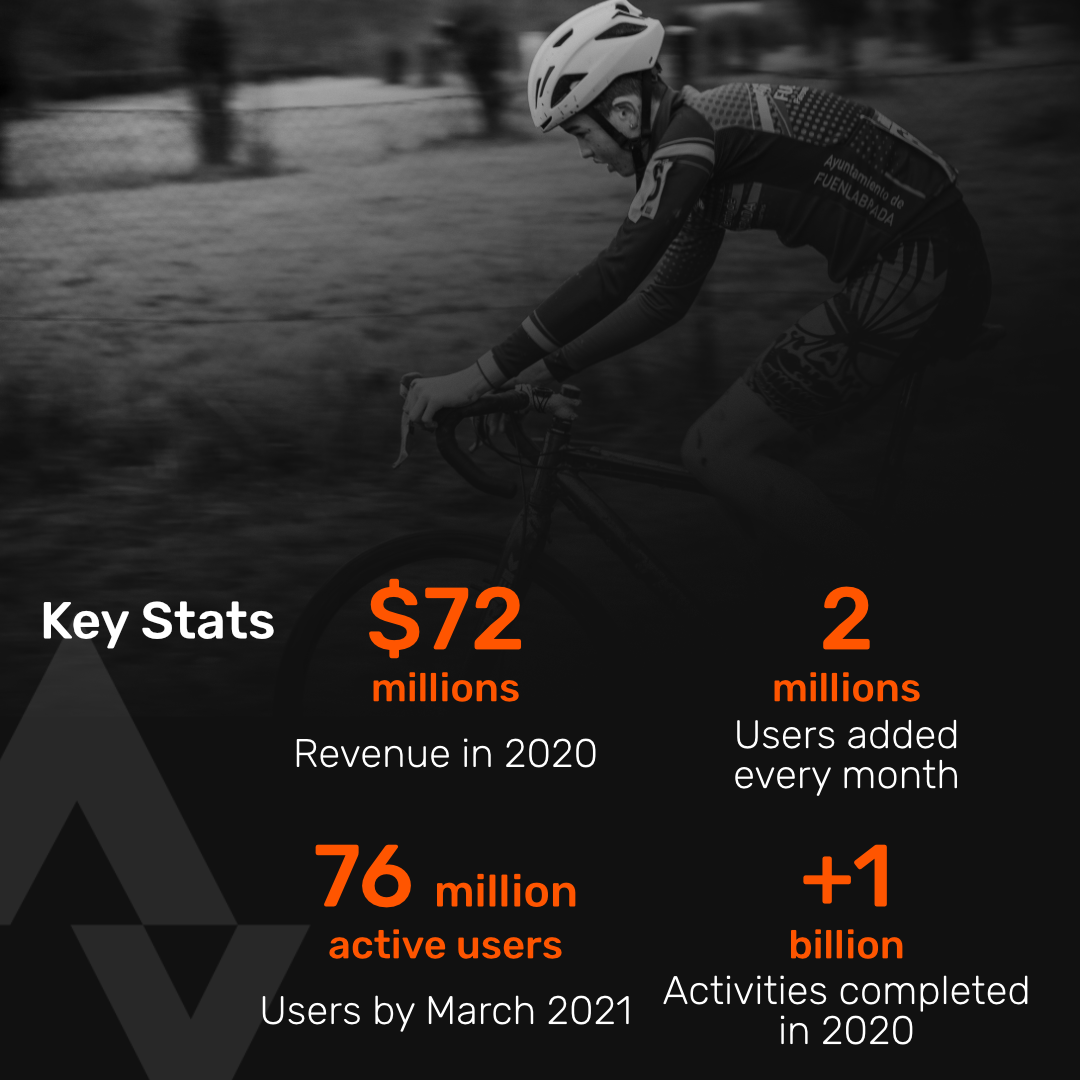 Ayuntamiento de
FUENLABRADA
Key Stats
$72
millions
Revenue in 2020
2
millions
Users added
every month
76 million
active users
Users by March 2021
+1
billion
Activities completed
in 2020